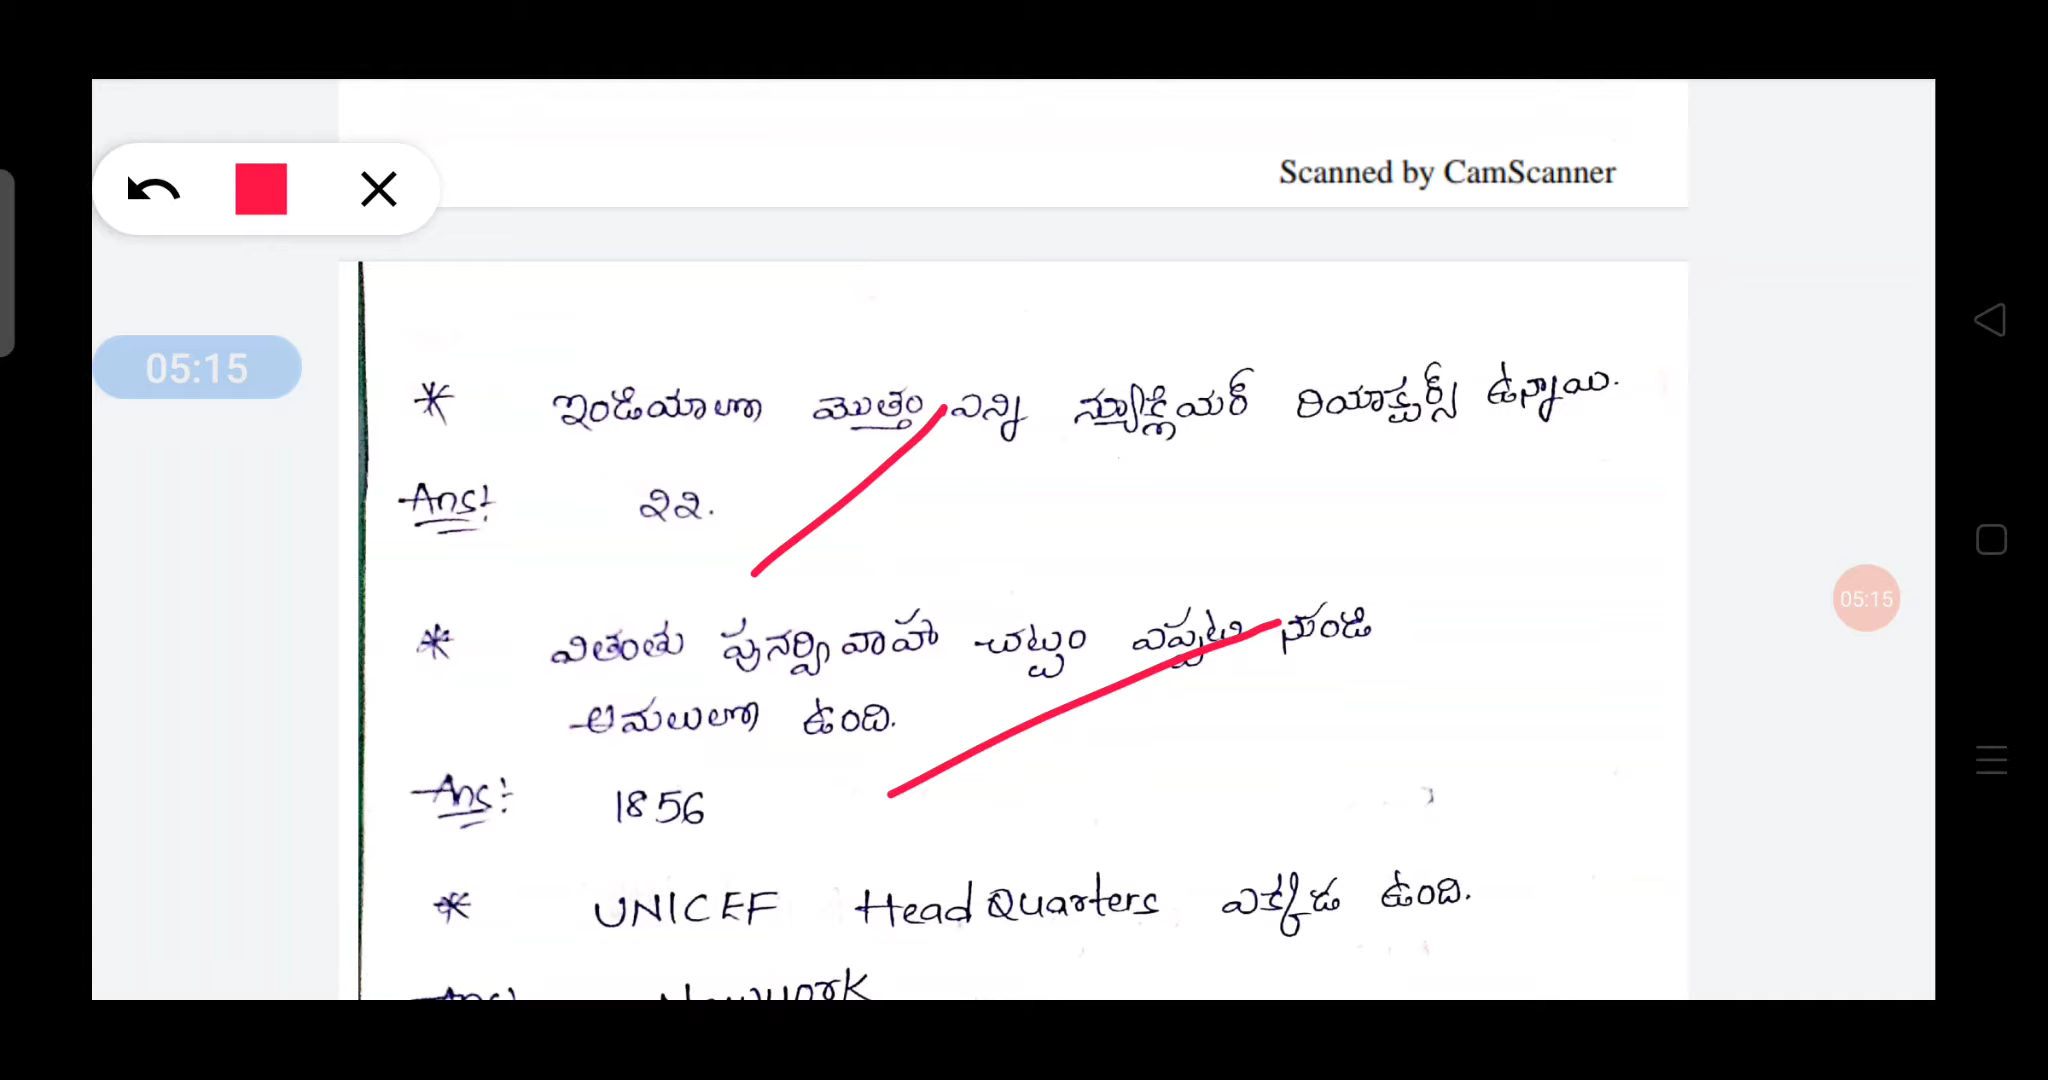 Scanned by CamScanner
05:15
* ఇండియాలో మొత్తం ఎన్ని న్యూక్లియర్ రియాక్టర్స్ ఉన్నాయి.
Ans: 22.
05:15
* వితంతు పునర్వివాహ చట్టం ఎప్పటి నుండి
అమలులో ఉంది.
Ans: 1856
* UNICEF Head Quarters ఎక్కడ ఉంది.
Ans: